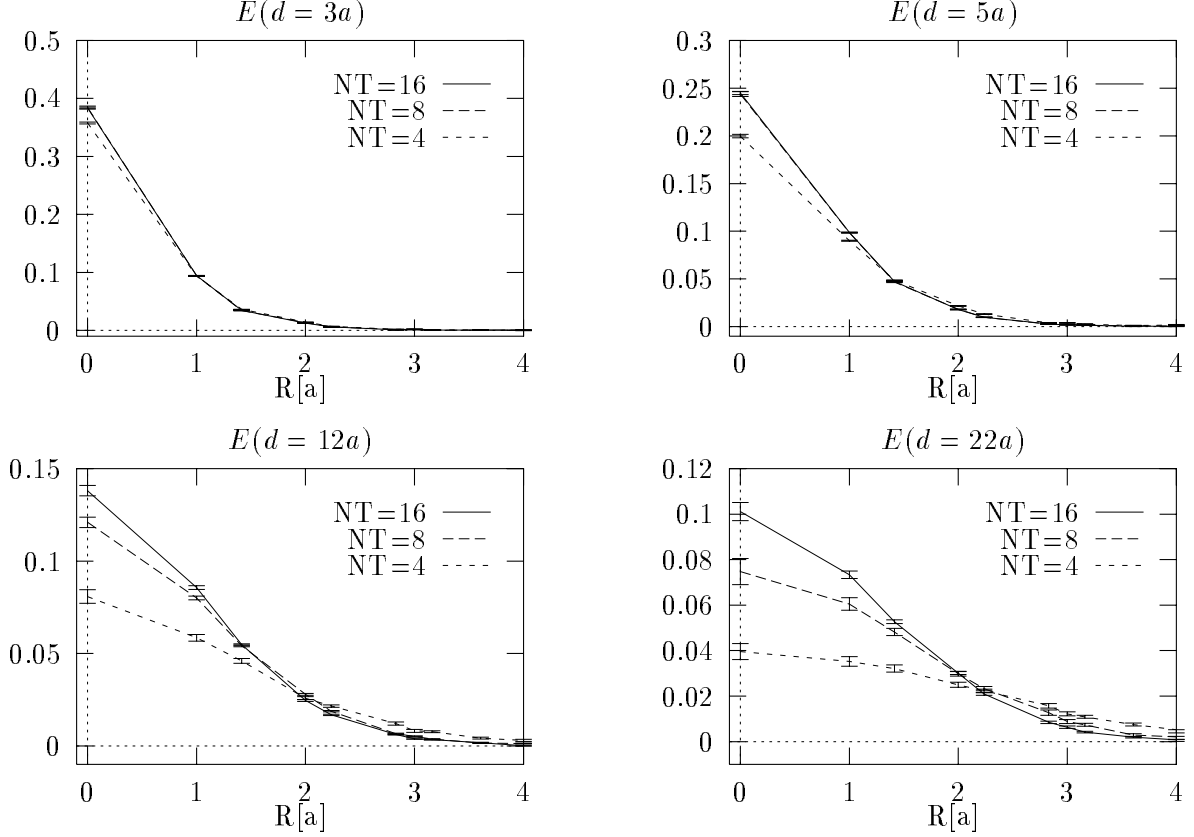 E(d = 3a)
0.5
0.4
0.3
0.2
0.1
0
NT=16
NT=8
NT=4
0 1 2 3 4
R[a]
E(d = 5a)
0.3
0.25
0.2
0.15
0.1
0.05
0
NT=16
NT=8
NT=4
0 1 2 3 4
R[a]
E(d = 12a)
0.15
0.1
0.05
0
NT=16
NT=8
NT=4
0 1 2 3 4
R[a]
E(d = 22a)
0.12
0.1
0.08
0.06
0.04
0.02
0
NT=16
NT=8
NT=4
0 1 2 3 4
R[a]